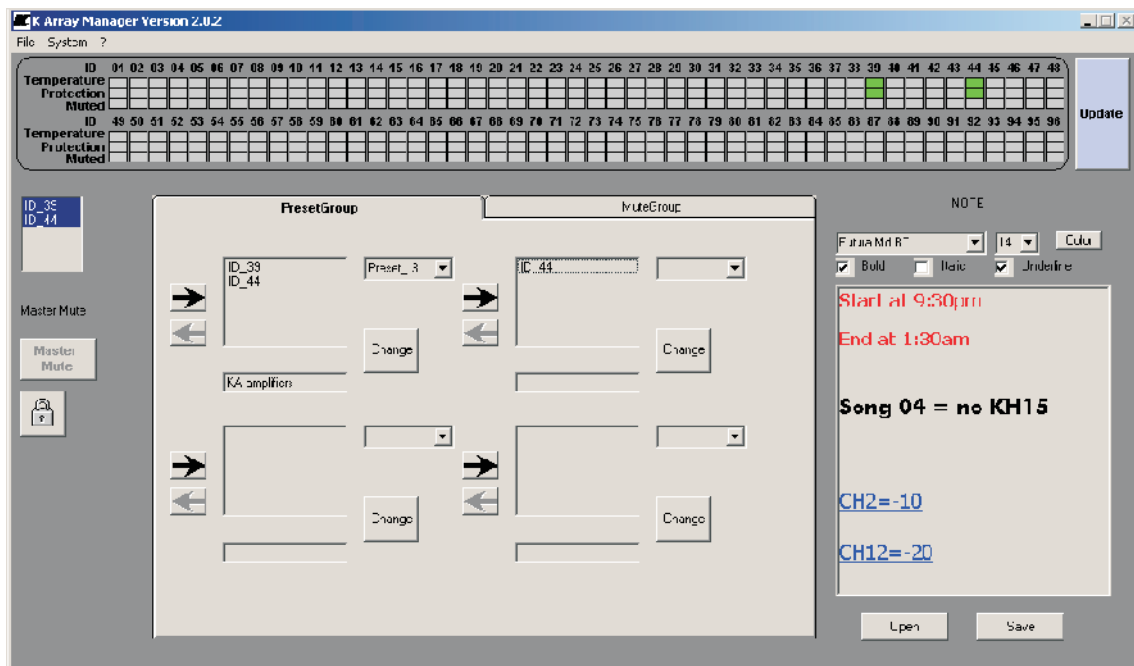 K Array Manager Version 2.0.2
File System ?
ID 01 02 03 04 05 06 07 08 09 10 11 12 13 14 15 16 17 18 19 20 21 22 23 24 25 26 27 28 29 30 31 32 33 34 35 36 37 38 39 40 41 42 43 44 45 46 47 48
Temperature
Protection
Muted
ID 49 50 51 52 53 54 55 56 57 58 59 60 61 62 63 64 65 66 67 68 69 70 71 72 73 74 75 76 77 78 79 80 81 82 83 84 85 86 87 88 89 90 91 92 93 94 95 96
Temperature
Protection
Muted
Update
ID_39
ID_44
Master Mute
Master
Mute
PresetGroup
MuteGroup
ID_39
ID_44
Preset_3
Change
KA amplifiers
ID_44
Change
Change
Change
NOTE
Futura Md BT
14
Color
Bold
Italic
Underline
Start at 9:30pm
End at 1:30am
Song 04 = no KH15
CH2=-10
CH12=-20
Open
Save